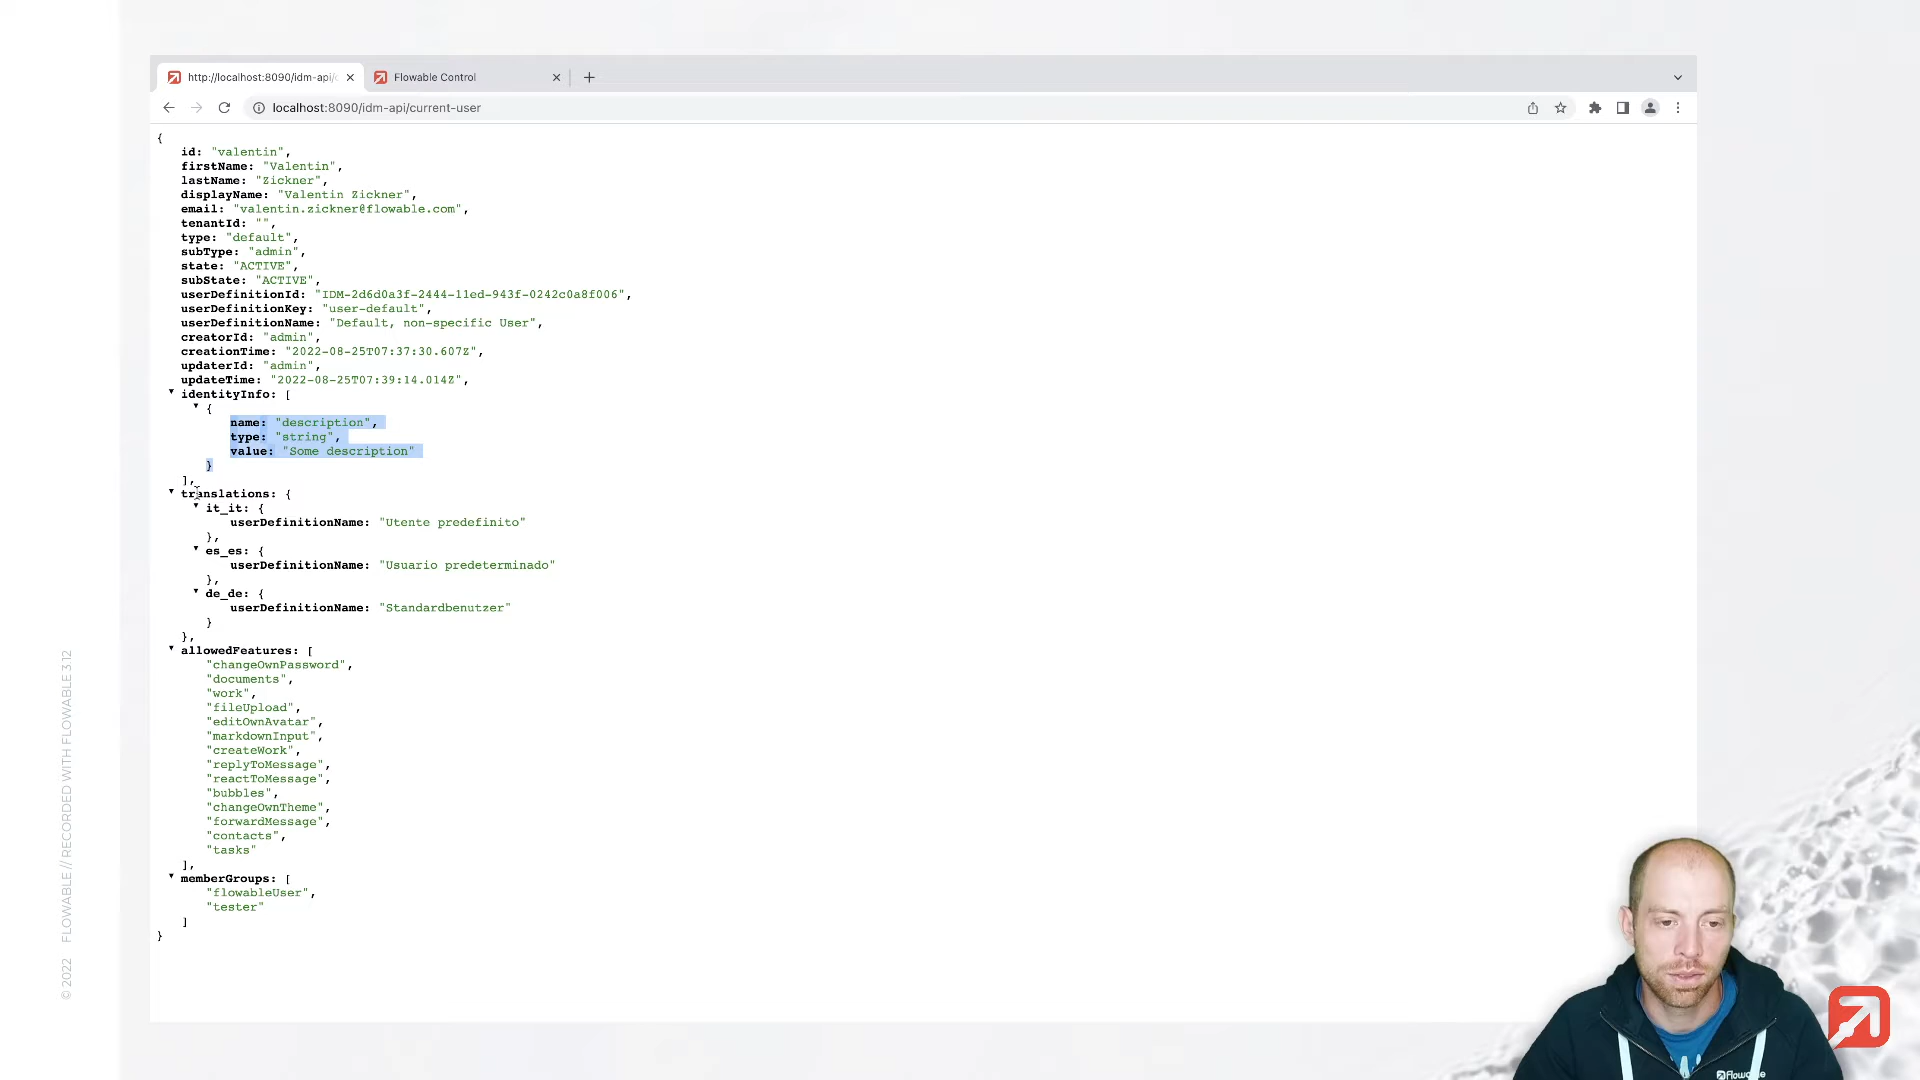 http://localhost:8090/idm-api/c
Flowable Control
localhost:8090/idm-api/current-user
{
id: "valentin",
firstName: "Valentin",
lastName: "Zickner",
displayName: "Valentin Zickner",
email: "valentin.zickner@flowable.com",
tenantId: "",
type: "default",
subType: "admin",
state: "ACTIVE",
subState: "ACTIVE",
userDefinitionId: "IDM-2d6d0a3f-2444-11ed-943f-0242c0a8f006",
userDefinitionKey: "user-default",
userDefinitionName: "Default, non-specific User",
creatorId: "admin",
creationTime: "2022-08-25T07:37:30.607Z",
updaterId: "admin",
updateTime: "2022-08-25T07:39:14.014Z",
identityInfo: [
{
name: "description",
type: "string",
value: "Some description"
}
],
translations: {
it_it: {
userDefinitionName: "Utente predefinito"
},
es_es: {
userDefinitionName: "Usuario predeterminado"
},
de_de: {
userDefinitionName: "Standardbenutzer"
}
},
allowedFeatures: [
"changeOwnPassword",
"documents",
"work",
"fileUpload",
"editOwnAvatar",
"markdownInput",
"createWork",
"replyToMessage",
"reactToMessage",
"bubbles",
"changeOwnTheme",
"forwardMessage",
"contacts",
"tasks"
],
memberGroups: [
"flowableUser",
"tester"
]
}
© 2022 FLOWABLE // RECORDED WITH FLOWABLE 3.12